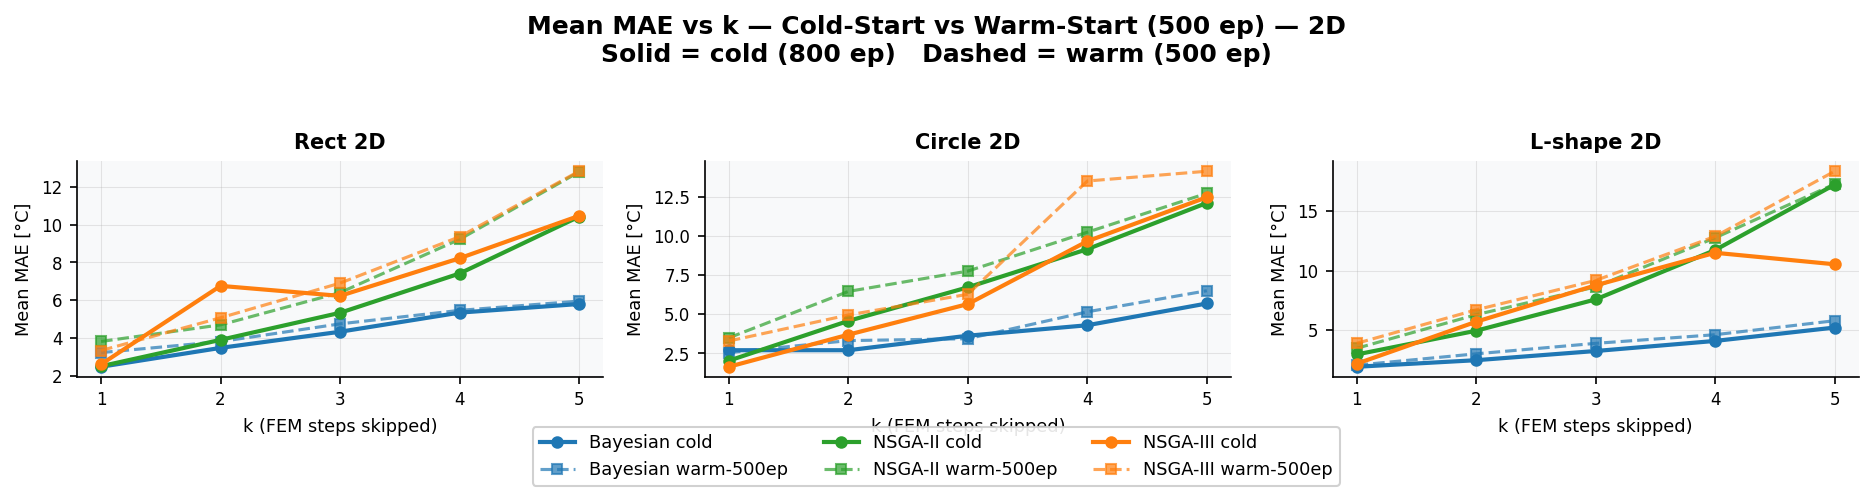 Mean MAE vs k — Cold-Start vs Warm-Start (500 ep) — 2D
Solid = cold (800 ep)   Dashed = warm (500 ep)
Rect 2D
Mean MAE [°C]
12
10
8
6
4
2
1 2 3 4 5
k (FEM steps skipped)
Circle 2D
Mean MAE [°C]
12.5
10.0
7.5
5.0
2.5
1 2 3 4 5
k (FEM steps skipped)
L-shape 2D
Mean MAE [°C]
15
10
5
1 2 3 4 5
k (FEM steps skipped)
Bayesian cold
Bayesian warm-500ep
NSGA-II cold
NSGA-II warm-500ep
NSGA-III cold
NSGA-III warm-500ep